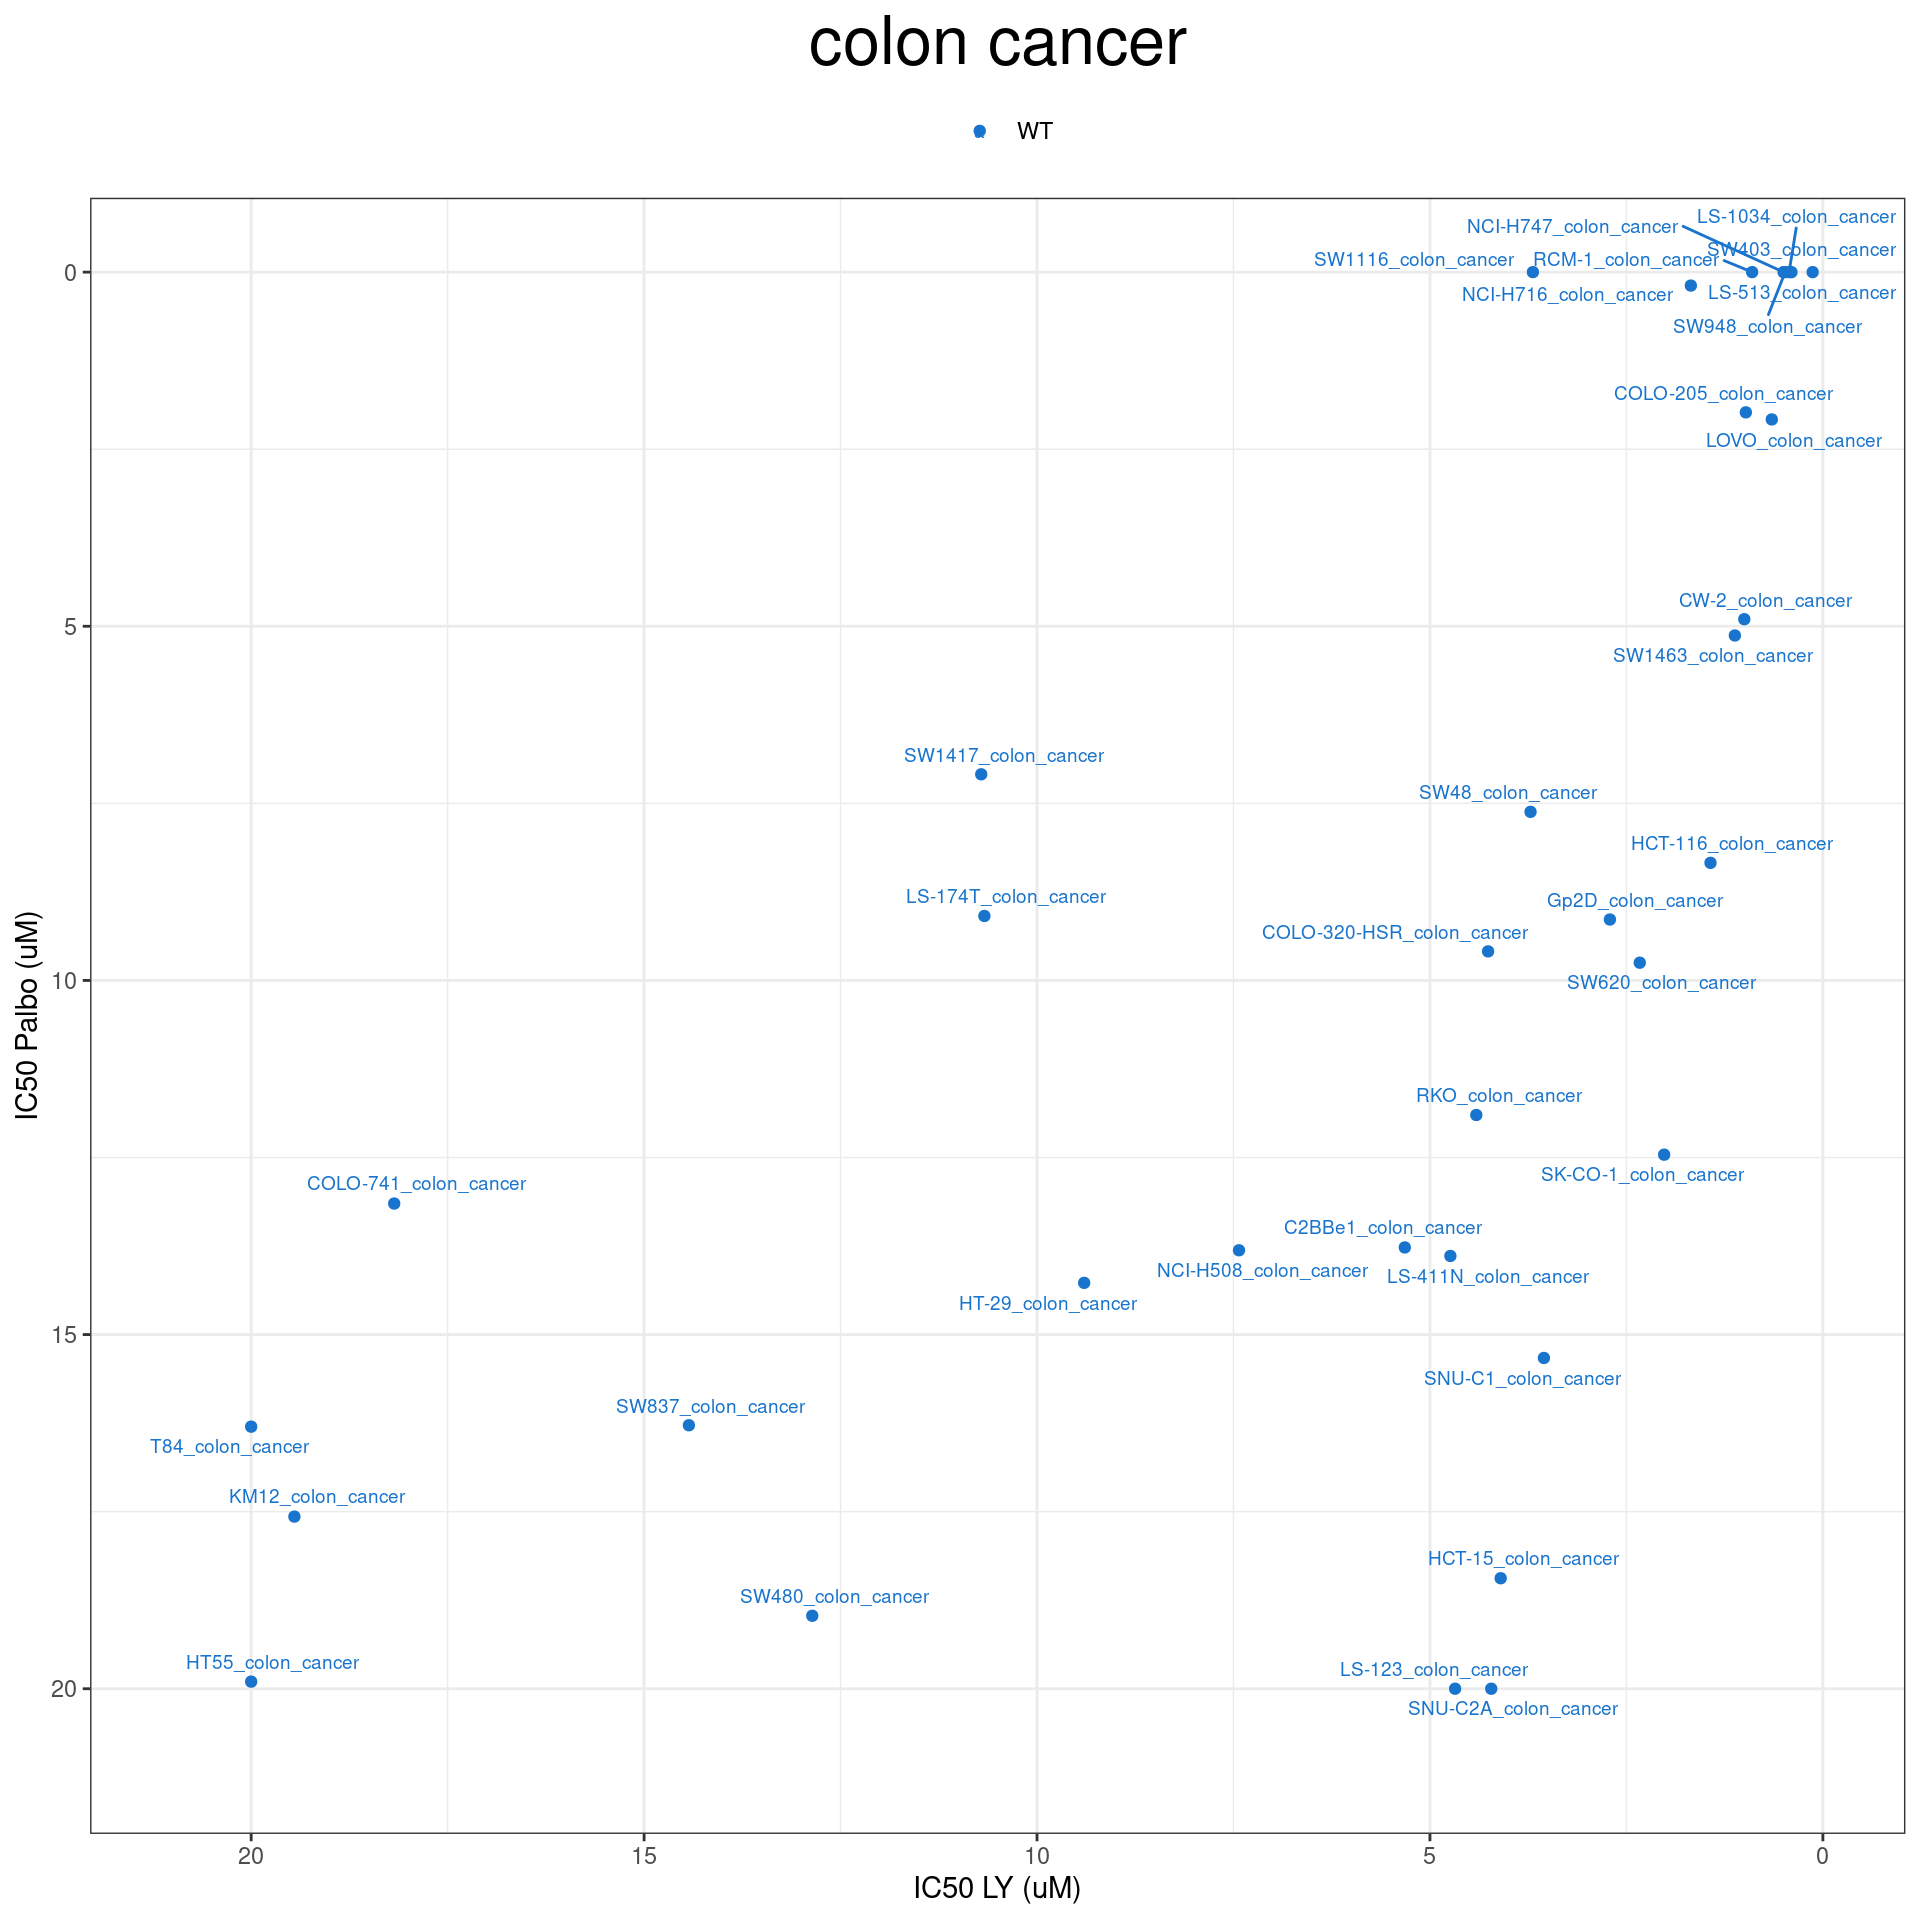 colon cancer
WT
LS-1034_colon_cancer
NCI-H747_colon_cancer
SW403_colon_cancer
SW1116_colon_cancer
RCM-1_colon_cancer
NCI-H716_colon_cancer
LS-513_colon_cancer
SW948_colon_cancer
COLO-205_colon_cancer
LOVO_colon_cancer
CW-2_colon_cancer
SW1463_colon_cancer
SW1417_colon_cancer
SW48_colon_cancer
HCT-116_colon_cancer
LS-174T_colon_cancer
Gp2D_colon_cancer
COLO-320-HSR_colon_cancer
SW620_colon_cancer
RKO_colon_cancer
SK-CO-1_colon_cancer
COLO-741_colon_cancer
C2BBe1_colon_cancer
NCI-H508_colon_cancer
LS-411N_colon_cancer
HT-29_colon_cancer
SNU-C1_colon_cancer
SW837_colon_cancer
T84_colon_cancer
KM12_colon_cancer
HCT-15_colon_cancer
SW480_colon_cancer
HT55_colon_cancer
LS-123_colon_cancer
SNU-C2A_colon_cancer
0
5
10
15
20
IC50 Palbo (uM)
20
15
10
5
0
IC50 LY (uM)